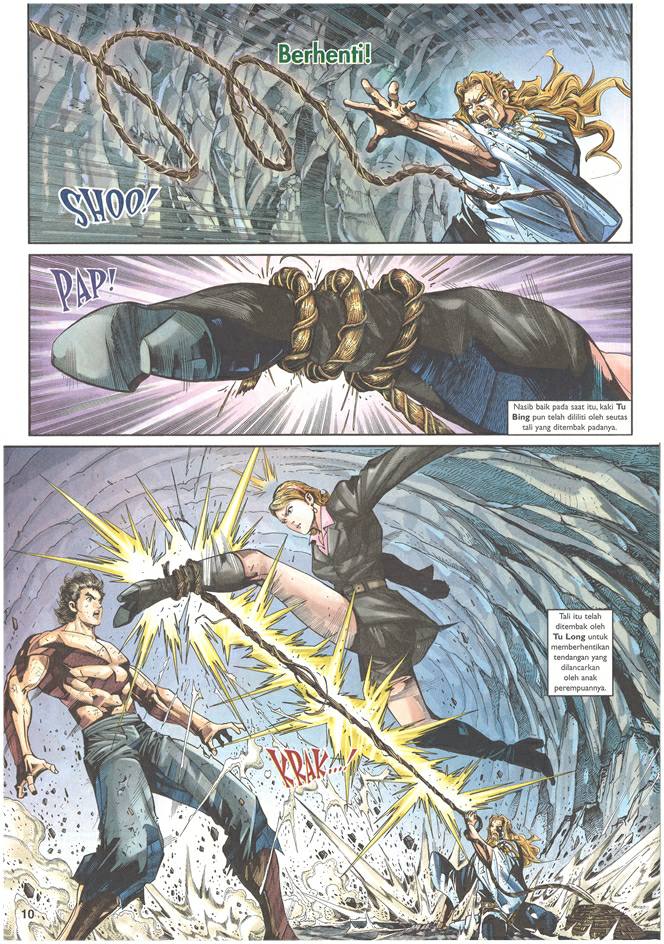 Berhenti!
SHOO!
PAP!
Nasib baik pada saat itu, kaki Tu
Bing pun telah dililiti oleh seutas
tali yang ditembak padanya.
Tali itu telah
ditembak oleh
Tu Long untuk
memberhentikan
tendangan yang
dilancarkan
oleh anak
perempuannya.
KRAK...!
10